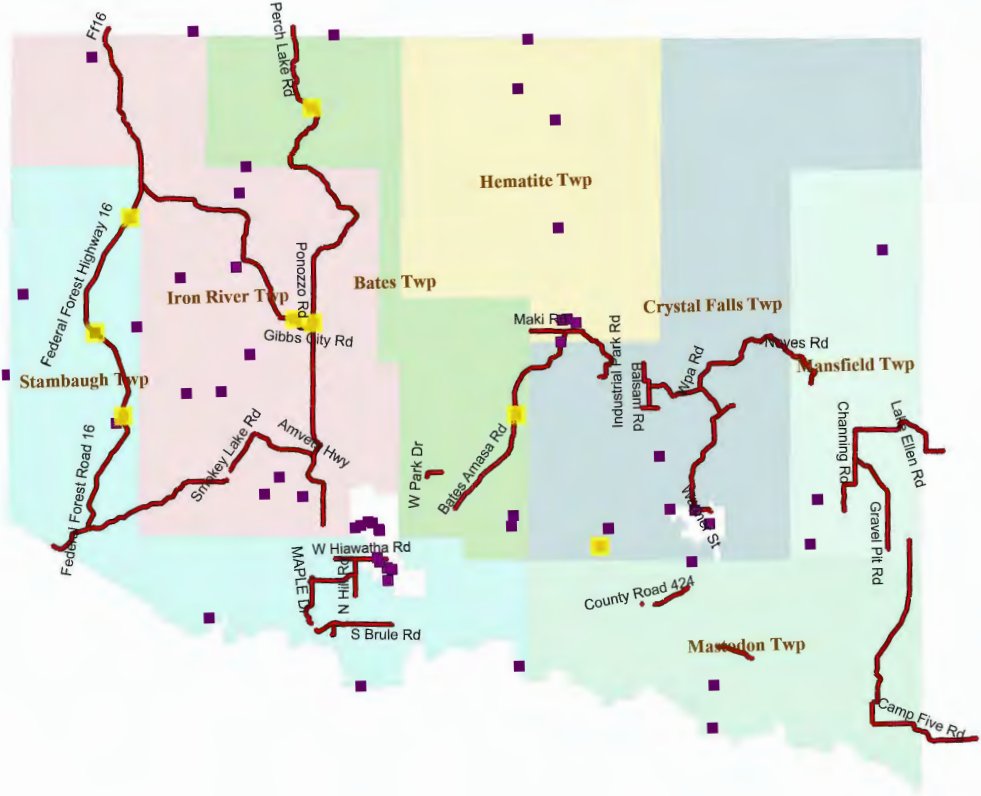 Ff16
Perch Lake Rd
Hematite Twp
Federal Forest Highway 16
Ponozzo Rd
Bates Twp
Iron River Twp
Crystal Falls Twp
Maki Rd
Industrial Park Rd
Gibbs City Rd
Noyes Rd
Mansfield Twp
Stambaugh Twp
Balsam Rd
Wpa Rd
Smokey Lake Rd
Amvets Hwy
W Park Dr
Bates Amasa Rd
Channing Rd
Lake Ellen Rd
Federal Forest Road 16
Wagner St
Gravel Pit Rd
W Hiawatha Rd
MAPLE Dr
N Hill Rd
County Road 424
S Brule Rd
Mastodon Twp
Camp Five Rd